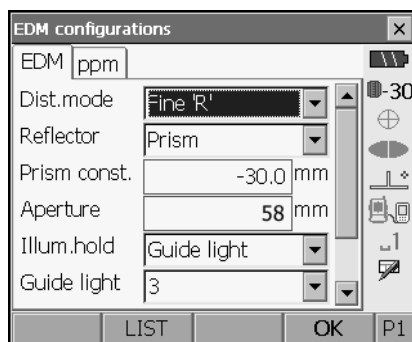 EDM configurations
EDM ppm
Dist.mode Fine 'R'
-30
Reflector Prism
Prism const. -30.0 mm
Aperture 58 mm
Illum.hold Guide light
1
Guide light 3
LIST OK P1